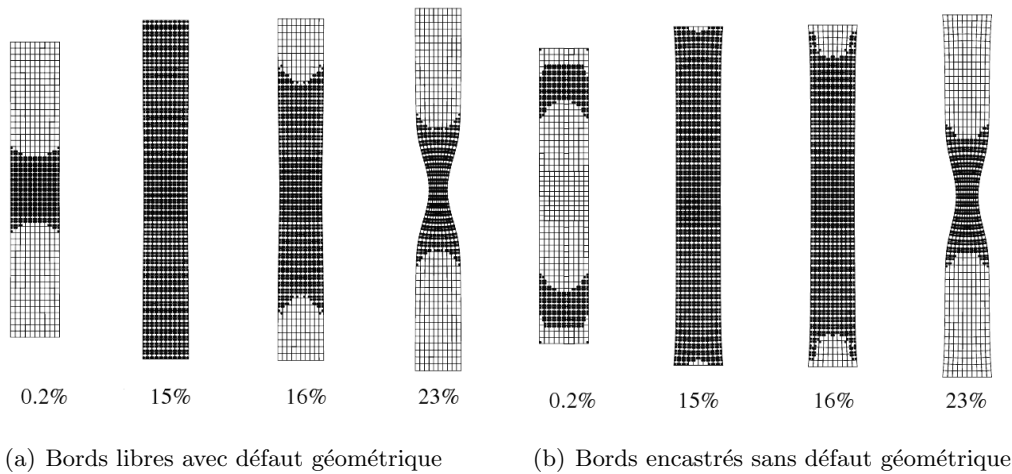 0.2% 15% 16% 23%
0.2% 15% 16% 23%
(a) Bords libres avec défaut géométrique
(b) Bords encastrés sans défaut géométrique